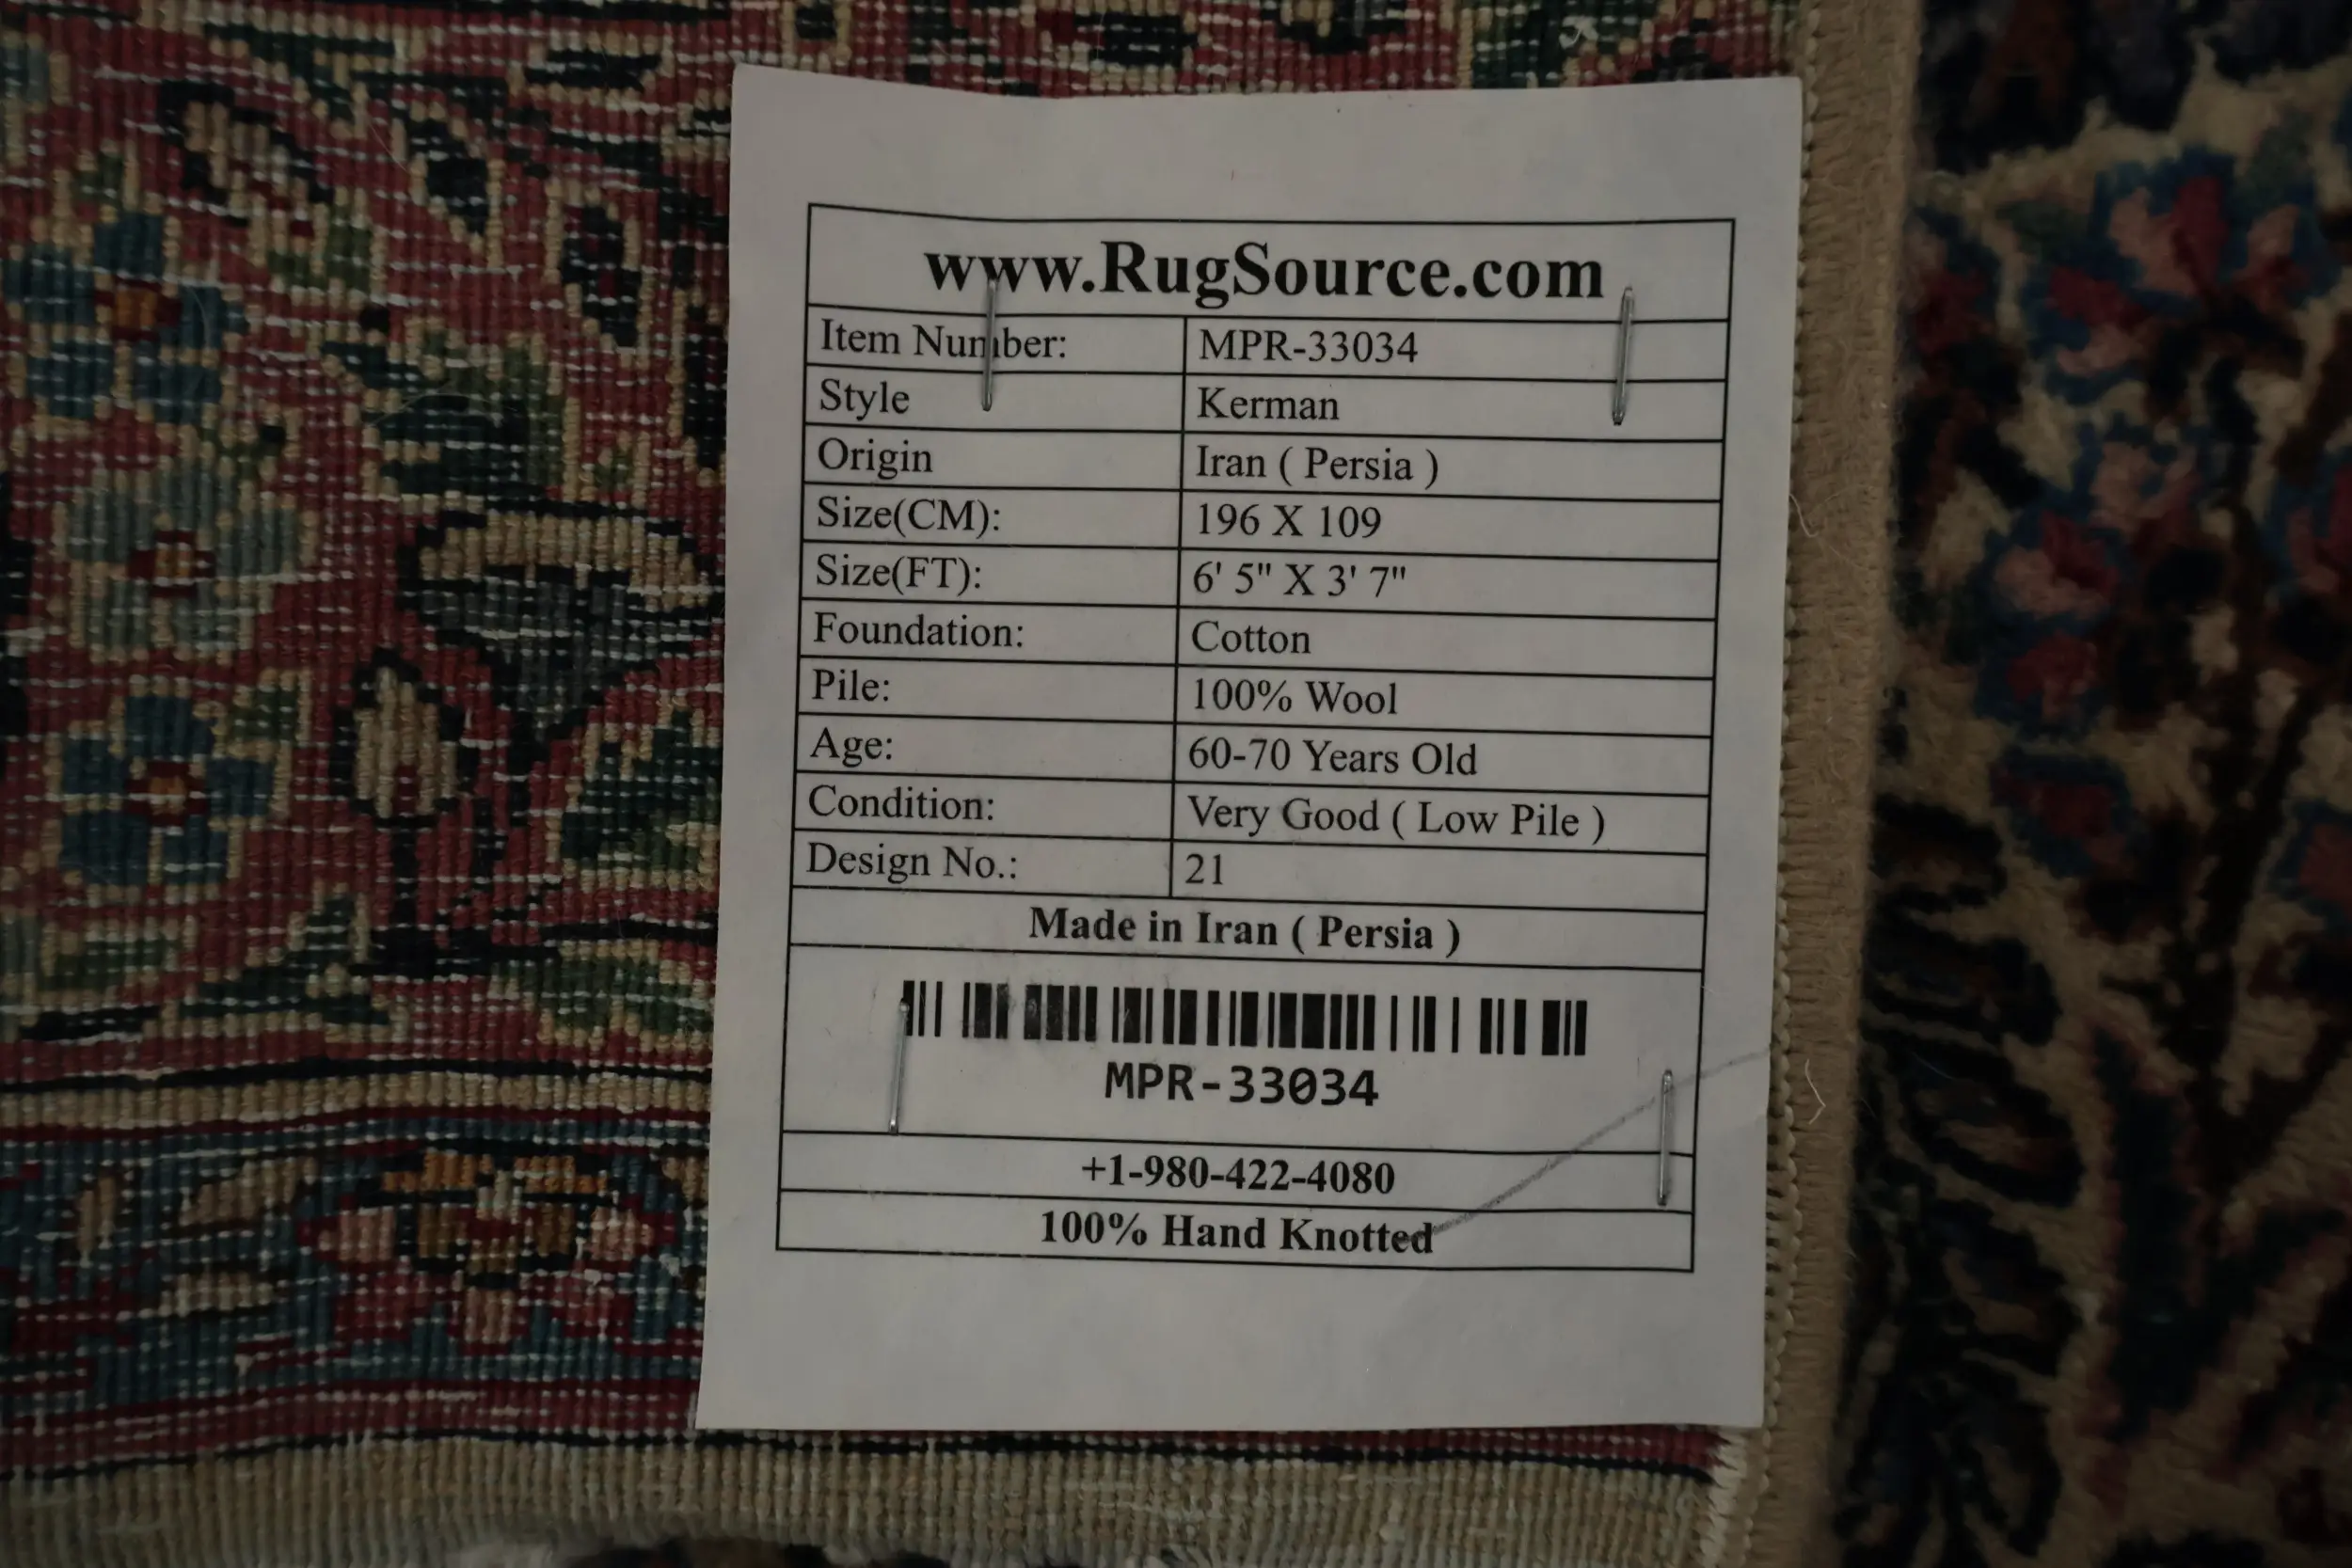 www.RugSource.com
Item Number: MPR-33034
Style Kerman
Origin Iran ( Persia )
Size(CM): 196 X 109
Size(FT): 6' 5" X 3' 7"
Foundation: Cotton
Pile: 100% Wool
Age: 60-70 Years Old
Condition: Very Good ( Low Pile )
Design No.: 21
Made in Iran ( Persia )
MPR-33034
+1-980-422-4080
100% Hand Knotted